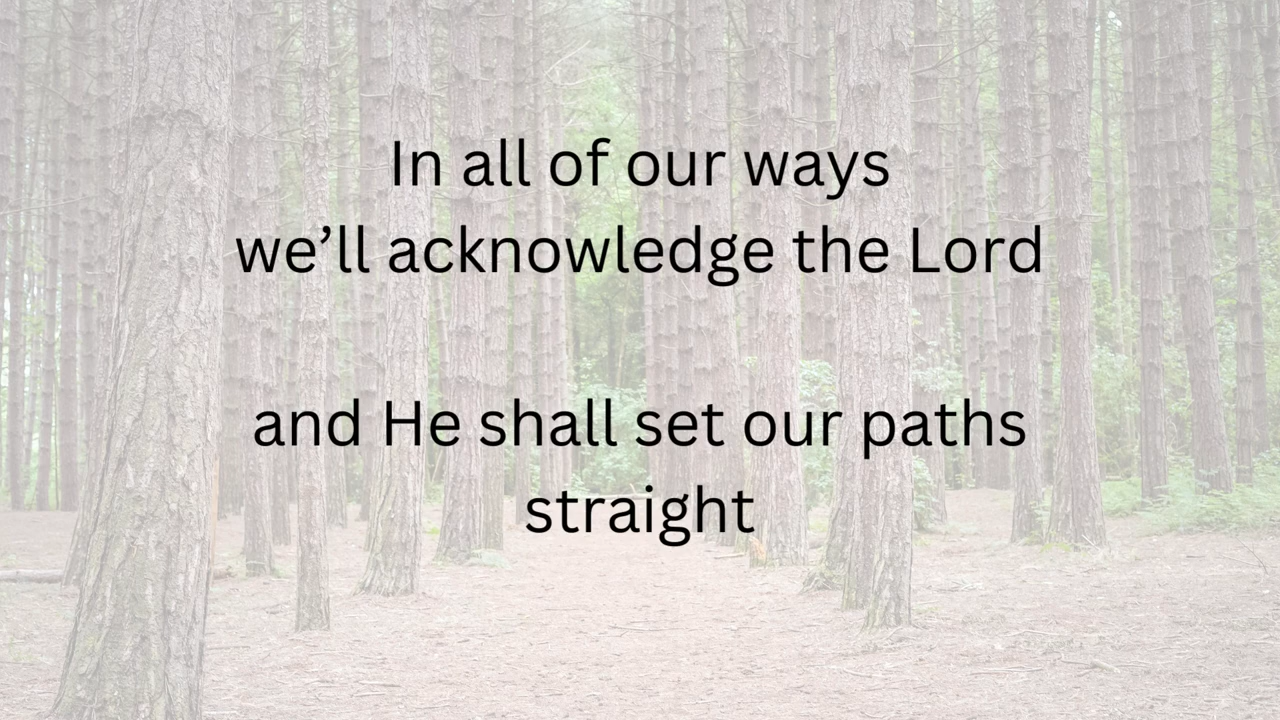 In all of our ways
we’ll acknowledge the Lord
and He shall set our paths
straight